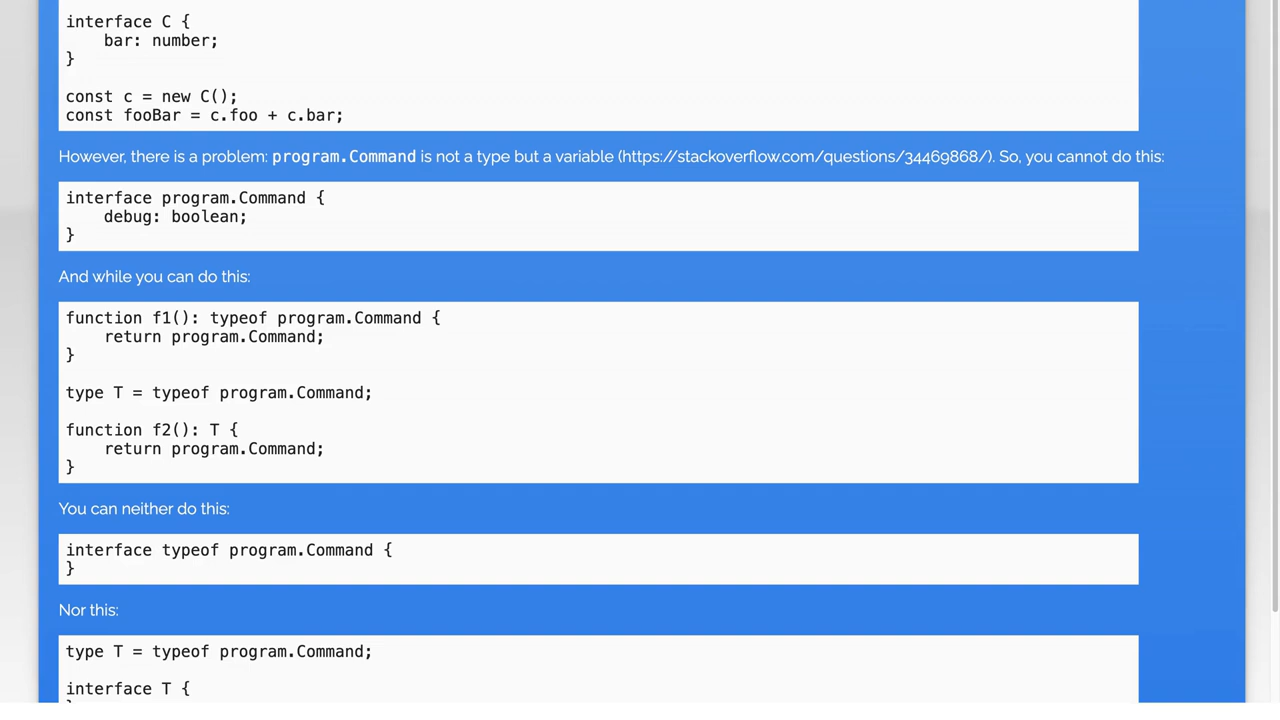 interface C {
    bar: number;
}
const c = new C();
const fooBar = c.foo + c.bar;
However, there is a problem: program.Command is not a type but a variable (https://stackoverflow.com/questions/34469868/). So, you cannot do this:
interface program.Command {
    debug: boolean;
}
And while you can do this:
function f1(): typeof program.Command {
    return program.Command;
}
type T = typeof program.Command;
function f2(): T {
    return program.Command;
}
You can neither do this:
interface typeof program.Command {
}
Nor this:
type T = typeof program.Command;
interface T {